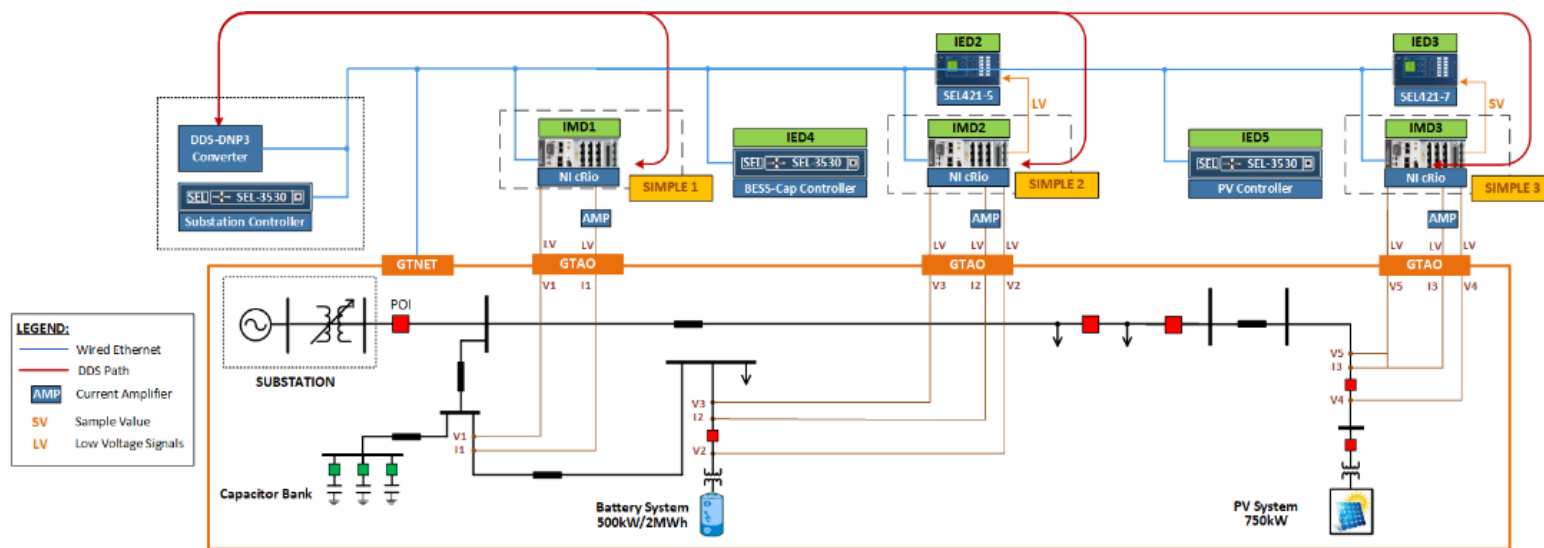 IED2
IED3
SEL421-5
SEL421-7
LV
SV
DDS-DNP3
Converter
SEL SEL-3530
Substation Controller
IMD1
NI cRio
SIMPLE 1
IED4
SEL SEL-3530
BESS-Cap Controller
IMD2
NI cRio
SIMPLE 2
IED5
SEL SEL-3530
PV Controller
IMD3
NI cRio
SIMPLE 3
AMP
AMP
AMP
LV LV
LV LV LV
LV LV LV
GTNET
GTAO
GTAO
GTAO
V1 I1
V3 I2 V2
V5 I3 V4
POI
SUBSTATION
LEGEND:
Wired Ethernet
DDS Path
AMP Current Amplifier
SV Sample Value
LV Low Voltage Signals
V1
I1
V3
I2
V2
V5
I3
V4
Capacitor Bank
Battery System
500kW/2MWh
PV System
750kW